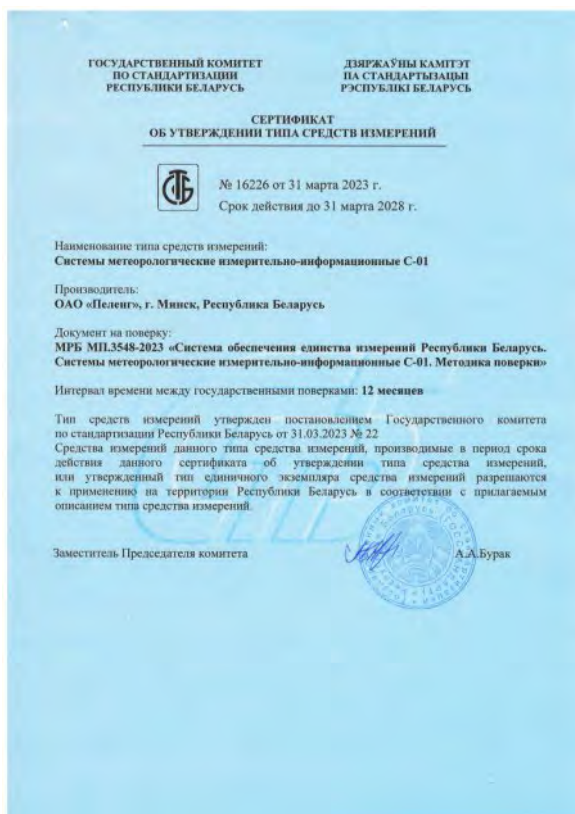 ГОСУДАРСТВЕННЫЙ КОМИТЕТ
ПО СТАНДАРТИЗАЦИИ
РЕСПУБЛИКИ БЕЛАРУСЬ
ДЗЯРЖАЎНЫ КАМІТЭТ
ПА СТАНДАРТЫЗАЦЫІ
РЭСПУБЛІКІ БЕЛАРУСЬ
СЕРТИФИКАТ
ОБ УТВЕРЖДЕНИИ ТИПА СРЕДСТВ ИЗМЕРЕНИЙ
№ 16226 от 31 марта 2023 г.
Срок действия до 31 марта 2028 г.
Наименование типа средств измерений:
Системы метеорологические измерительно-информационные С-01
Производитель:
ОАО «Пеленг», г. Минск, Республика Беларусь
Документ на поверку:
МРБ МП.3548-2023 «Система обеспечения единства измерений Республики Беларусь.
Системы метеорологические измерительно-информационные С-01. Методика поверки»
Интервал времени между государственными поверками: 12 месяцев
Тип средств измерений утвержден постановлением Государственного комитета
по стандартизации Республики Беларусь от 31.03.2023 № 22
Средства измерений данного типа средства измерений, производимые в период срока
действия данного сертификата об утверждении типа средства измерений,
или утвержденный тип единичного экземпляра средства измерений разрешаются
к применению на территории Республики Беларусь в соответствии с прилагаемым
описанием типа средства измерений.
Заместитель Председателя комитета
А.А.Бурак